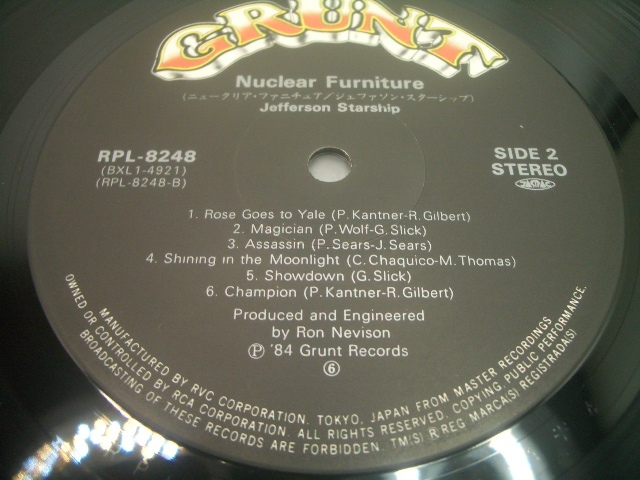 GRUNT
Nuclear Furniture
(ニュークリア・ファニチュア/ジェファソン・スターシップ)
Jefferson Starship
RPL-8248
(BXL1-4921)
(RPL-8248-B)
SIDE 2
STEREO
1. Rose Goes to Yale (P.Kantner-R.Gilbert)
2. Magician (P.Wolf-G.Slick)
3. Assassin (P.Sears-J.Sears)
4. Shining in the Moonlight (C.Chaquico-M.Thomas)
5. Showdown (G.Slick)
6. Champion (P.Kantner-R.Gilbert)
Produced and Engineered
by Ron Nevison
Ⓟ '84 Grunt Records
⑥
MANUFACTURED BY RVC CORPORATION, TOKYO, JAPAN FROM MASTER RECORDINGS
OWNED OR CONTROLLED BY RCA CORPORATION. ALL RIGHTS RESERVED. COPYING, PUBLIC PERFORMANCE,
BROADCASTING OF THESE RECORDS ARE FORBIDDEN. TM(S) ® REG MARCA(S) REGISTRADA(S)